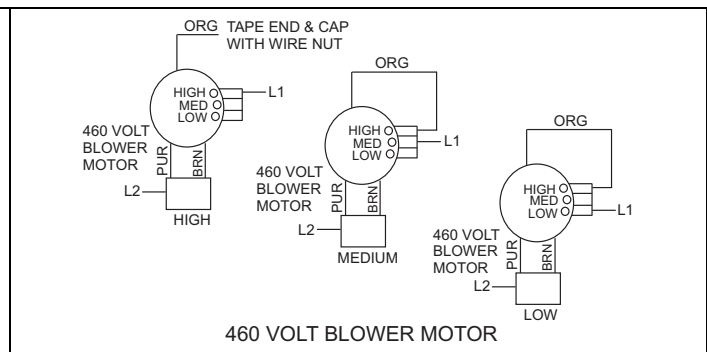 ORG TAPE END & CAP
WITH WIRE NUT
HIGH
MED
LOW
L1
460 VOLT
BLOWER
MOTOR
PUR
BRN
L2
HIGH
ORG
HIGH
MED
LOW
L1
460 VOLT
BLOWER
MOTOR
PUR
BRN
L2
MEDIUM
ORG
HIGH
MED
LOW
L1
460 VOLT
BLOWER
MOTOR
PUR
BRN
L2
LOW
460 VOLT BLOWER MOTOR